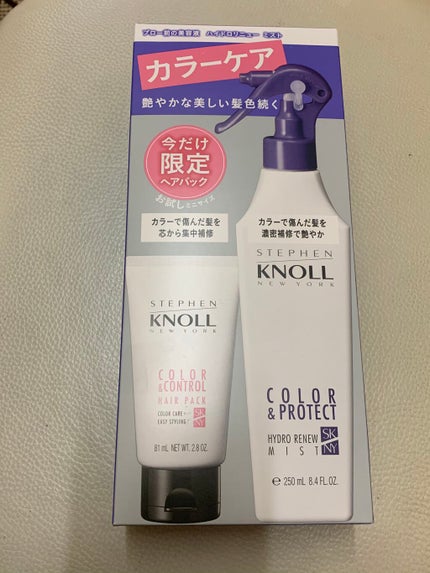 ブロー前の美容液 ハイドロリニュー ミスト
カラーケア
艶やかな美しい髪色続く
今だけ
限定
ヘアパック
お試しミニサイズ
カラーで傷んだ髪を
芯から集中補修
カラーで傷んだ髪を
濃密補修で艶やか
STEPHEN
KNOLL
NEW YORK
COLOR
& CONTROL
HAIR PACK
COLOR CARE +
EASY STYLING
SK
NY
81 mL NET WT. 2.8 OZ.
STEPHEN
KNOLL
NEW YORK
COLOR
& PROTECT
HYDRO RENEW
MIST
SK
NY
℮ 250 mL 8.4 FL.OZ.